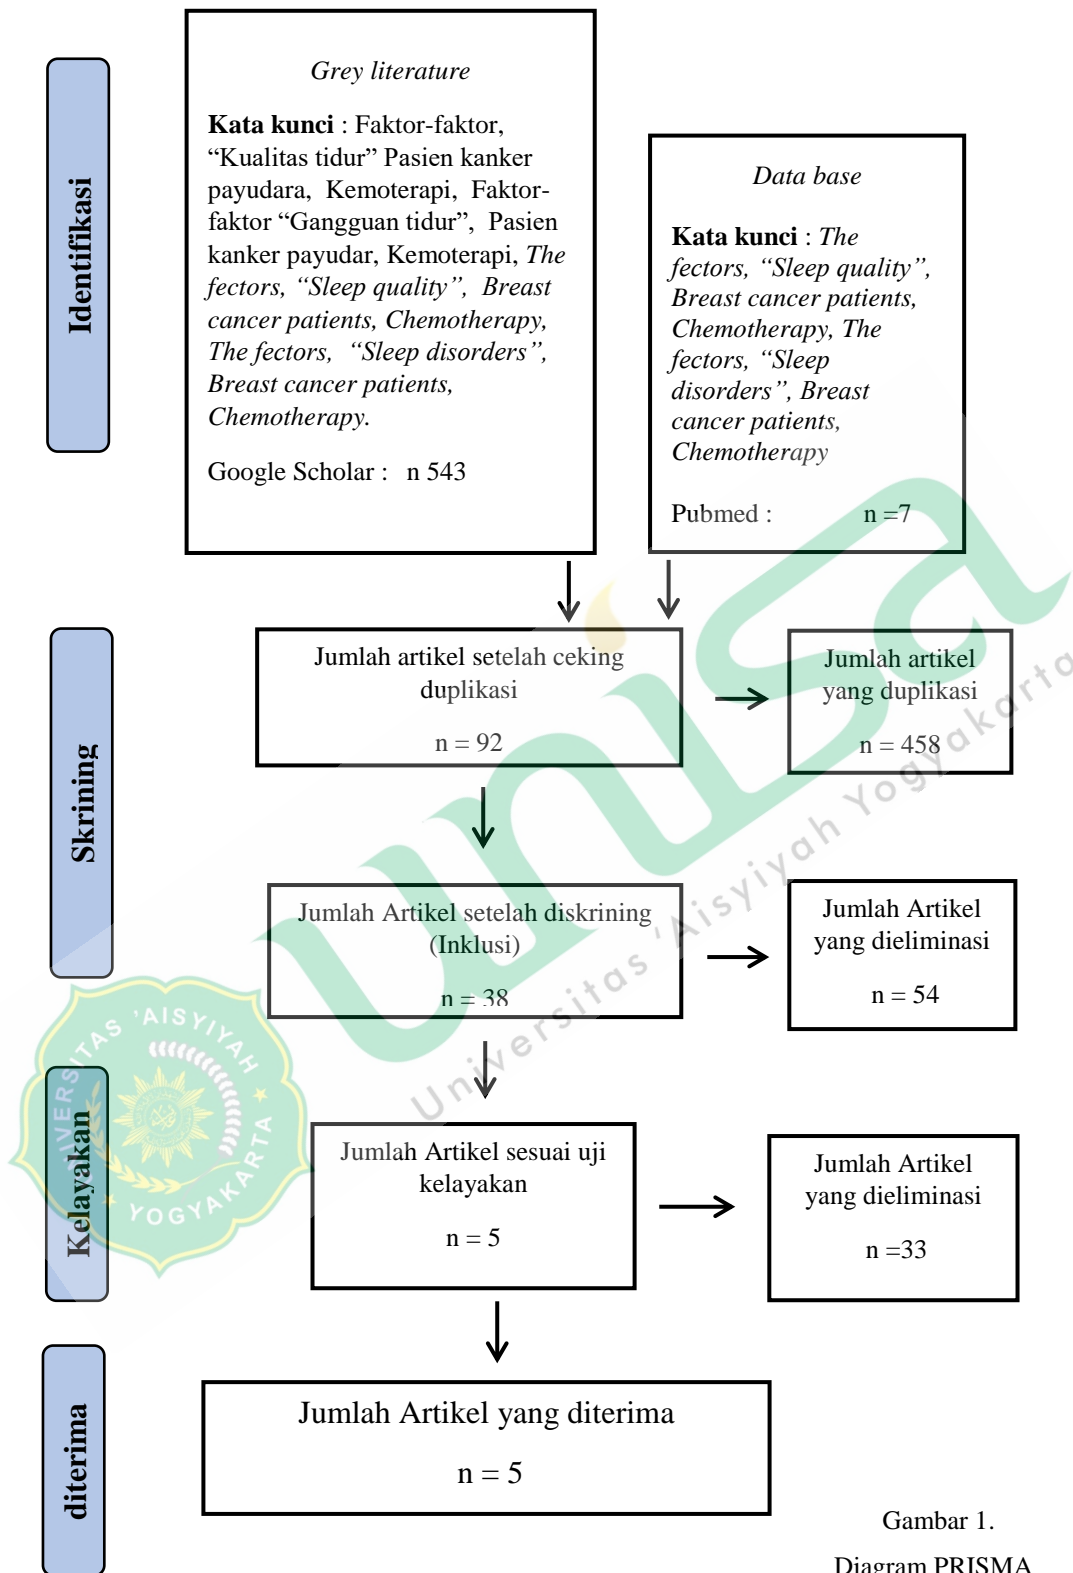 Identifikasi
Grey literature
Kata kunci : Faktor-faktor,
“Kualitas tidur” Pasien kanker
payudara, Kemoterapi, Faktor-
faktor “Gangguan tidur”, Pasien
kanker payudar, Kemoterapi, The
fectors, “Sleep quality”, Breast
cancer patients, Chemotherapy,
The fectors, “Sleep disorders”,
Breast cancer patients,
Chemotherapy.
Google Scholar : n 543
Data base
Kata kunci : The
fectors, “Sleep quality”,
Breast cancer patients,
Chemotherapy, The
fectors, “Sleep
disorders”, Breast
cancer patients,
Chemotherapy
Pubmed : n =7
Skrining
Jumlah artikel setelah ceking
duplikasi
n = 92
Jumlah artikel
yang duplikasi
n = 458
Jumlah Artikel setelah diskrining
(Inklusi)
n = 38
Jumlah Artikel
yang dieliminasi
n = 54
Kelayakan
Jumlah Artikel sesuai uji
kelayakan
n = 5
Jumlah Artikel
yang dieliminasi
n =33
diterima
Jumlah Artikel yang diterima
n = 5
Gambar 1.
Diagram PRISMA
unisa
Universitas ‘Aisyiyah Yogyakarta
UNIVERSITAS 'AISYIYAH
YOGYAKARTA